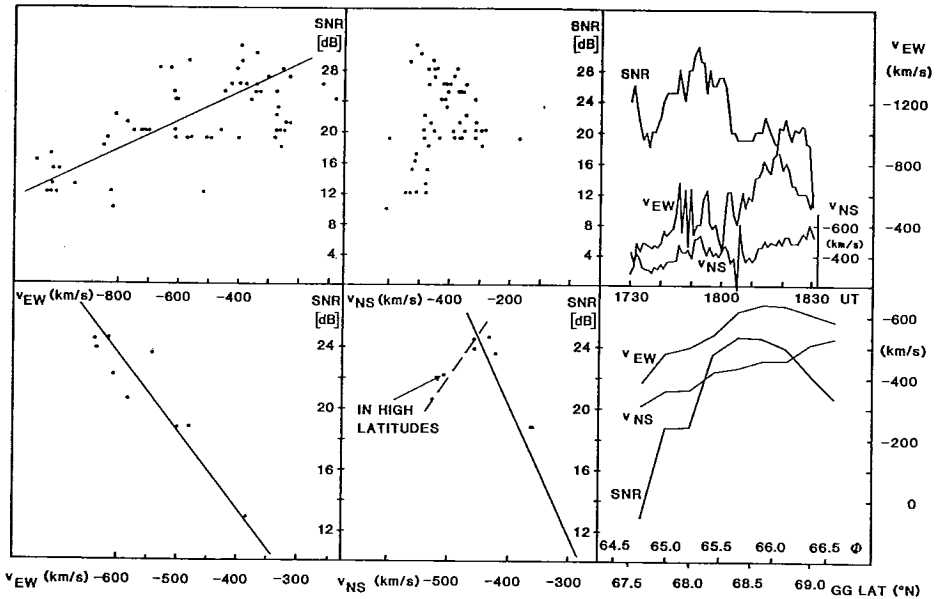 SNR
[dB]
28
24
20
16
12
8
4
SNR
[dB]
28
24
20
16
12
8
4
SNR
V_EW
V_NS
V_EW
(km/s)
-1200
-800
V_NS
-600
-400
(km/s)
-400
V_EW (km/s) -800 -600 -400
V_NS (km/s) -400 -200
1730 1800 1830 UT
SNR
[dB]
24
20
16
12
SNR
[dB]
24
20
16
12
IN HIGH
LATITUDES
V_EW
V_NS
SNR
-600
(km/s)
-400
-200
0
64.5 65.0 65.5 66.0 66.5 Φ
V_EW (km/s) -600 -500 -400 -300
V_NS (km/s) -500 -400 -300
67.5 68.0 68.5 69.0 GG LAT (°N)